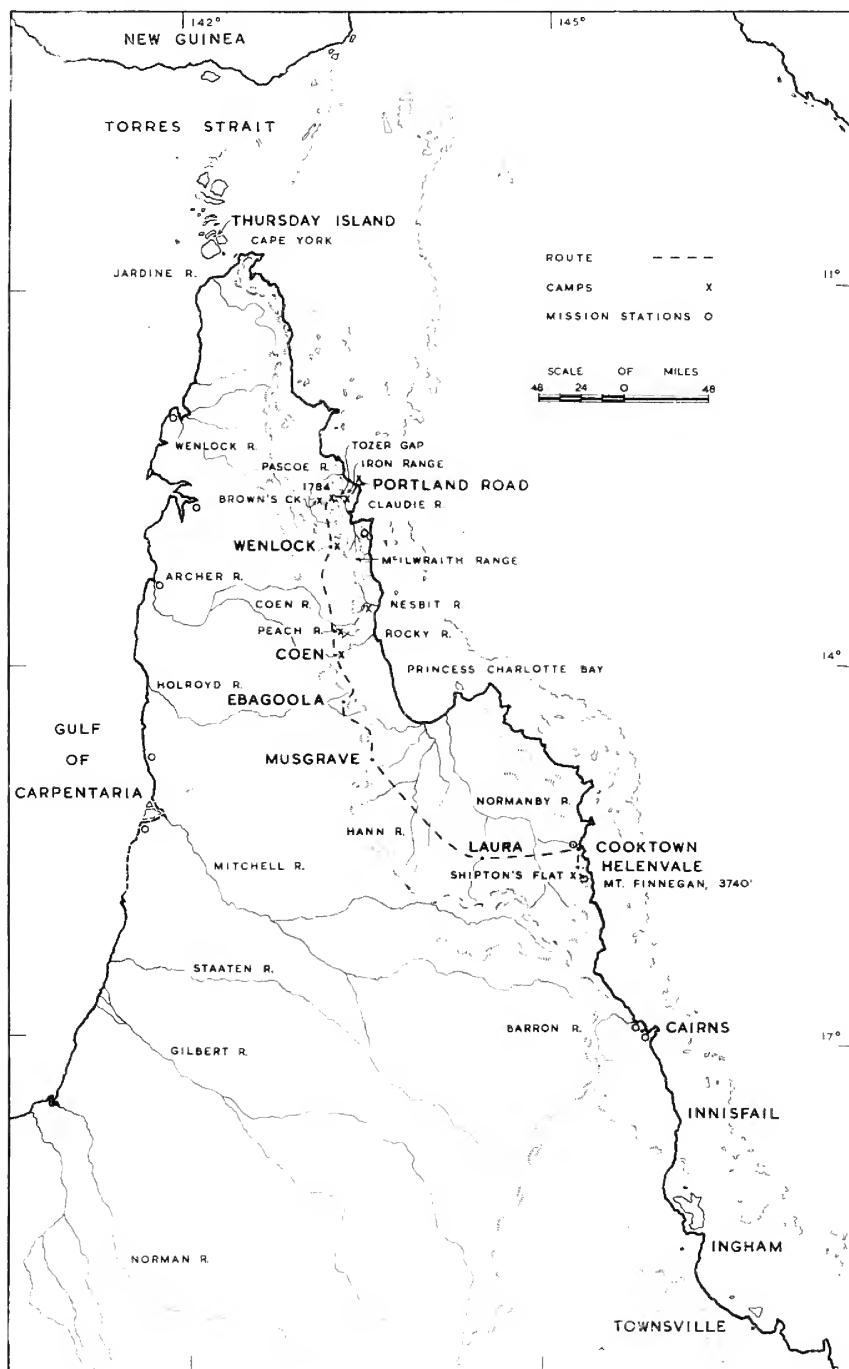 142°
145°
NEW GUINEA
TORRES STRAIT
THURSDAY ISLAND
CAPE YORK
JARDINE R.
ROUTE
CAMPS X
MISSION STATIONS O
11°
SCALE OF MILES
48 24 0 48
WENLOCK R.
TOZER GAP
PASCOE R.
IRON RANGE
1784'
PORTLAND ROAD
BROWN'S CK.
CLAUDIE R.
WENLOCK
McILWRAITH RANGE
ARCHER R.
COEN R.
NESBIT R.
PEACH R.
ROCKY R.
COEN
14°
PRINCESS CHARLOTTE BAY
HOLROYD R.
EBAGOOLA
GULF
OF
CARPENTARIA
MUSGRAVE
NORMANBY R.
HANN R.
LAURA
COOKTOWN
HELENVALE
MITCHELL R.
SHIPTON'S FLAT
MT. FINNEGAN, 3740'
STAATEN R.
BARRON R.
CAIRNS
17°
GILBERT R.
INNISFAIL
NORMAN R.
INGHAM
TOWNSVILLE